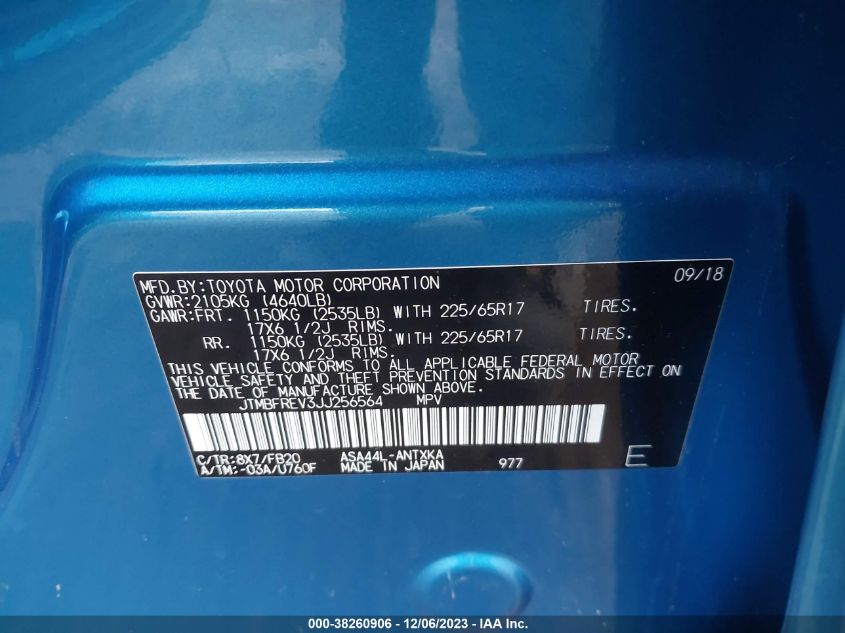 MFD.BY:TOYOTA MOTOR CORPORATION 09/18
GVWR:2105KG (4640LB)
GAWR:FRT. 1150KG (2535LB) WITH 225/65R17 TIRES.
17X6 1/2J RIMS.
RR. 1150KG (2535LB) WITH 225/65R17 TIRES.
17X6 1/2J RIMS.
THIS VEHICLE CONFORMS TO ALL APPLICABLE FEDERAL MOTOR
VEHICLE SAFETY AND THEFT PREVENTION STANDARDS IN EFFECT ON
THE DATE OF MANUFACTURE SHOWN ABOVE.
JTMBFREV3JJ256564 MPV
C/TR:8X7/FB20 ASA44L-ANTXKA
A/TM:-03A/U760F MADE IN JAPAN 977 E
000-38260906 - 12/06/2023 - IAA Inc.